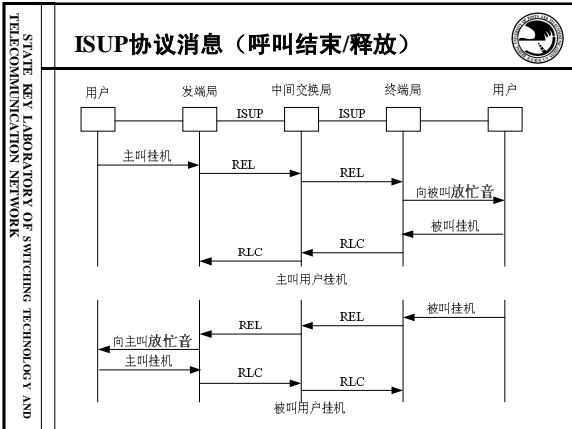 STATE KEY LABORATORY OF SWITCHING TECHNOLOGY AND
TELECOMMUNICATION NETWORK
ISUP协议消息（呼叫结束/释放）
用户
发端局
中间交换局
终端局
用户
ISUP
ISUP
主叫挂机
REL
REL
向被叫放忙音
被叫挂机
RLC
RLC
主叫用户挂机
被叫挂机
REL
REL
向主叫放忙音
主叫挂机
RLC
RLC
被叫用户挂机